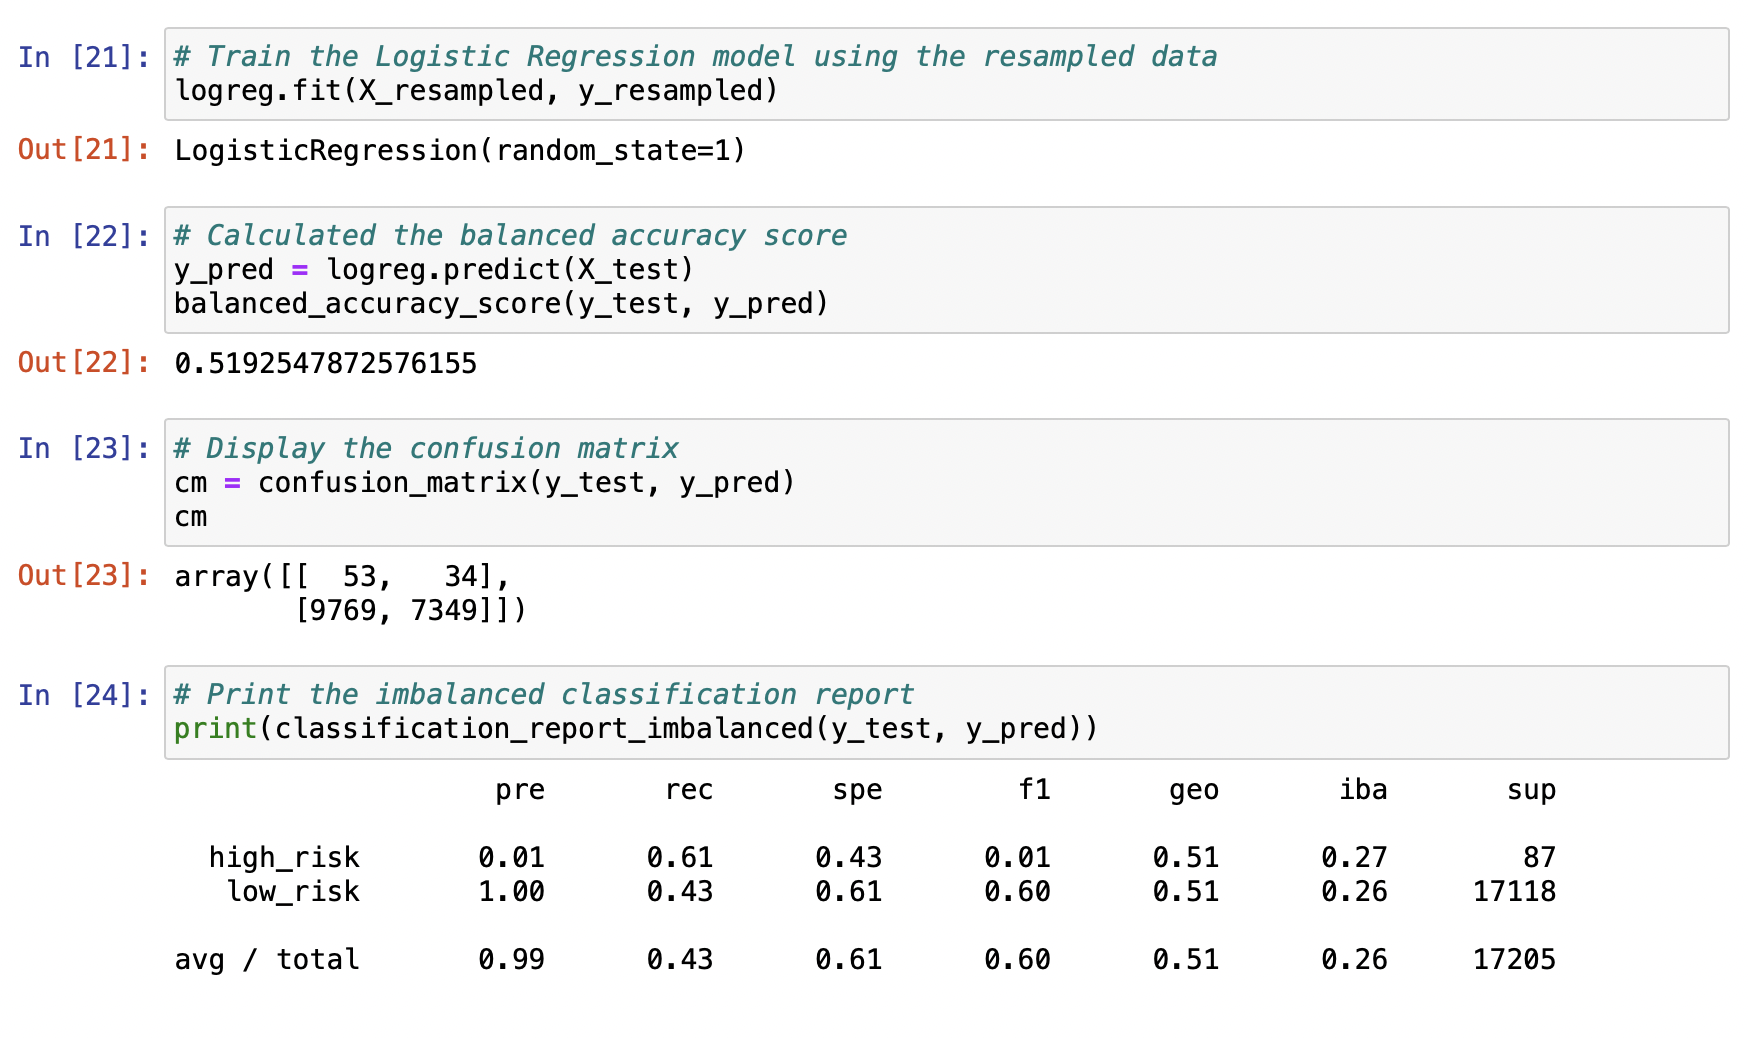 In [21]: # Train the Logistic Regression model using the resampled data
logreg.fit(X_resampled, y_resampled)
Out[21]: LogisticRegression(random_state=1)
In [22]: # Calculated the balanced accuracy score
y_pred = logreg.predict(X_test)
balanced_accuracy_score(y_test, y_pred)
Out[22]: 0.5192547872576155
In [23]: # Display the confusion matrix
cm = confusion_matrix(y_test, y_pred)
cm
Out[23]: array([[  53,   34],
       [9769, 7349]])
In [24]: # Print the imbalanced classification report
print(classification_report_imbalanced(y_test, y_pred))
pre rec spe f1 geo iba sup
high_risk 0.01 0.61 0.43 0.01 0.51 0.27 87
low_risk 1.00 0.43 0.61 0.60 0.51 0.26 17118
avg / total 0.99 0.43 0.61 0.60 0.51 0.26 17205